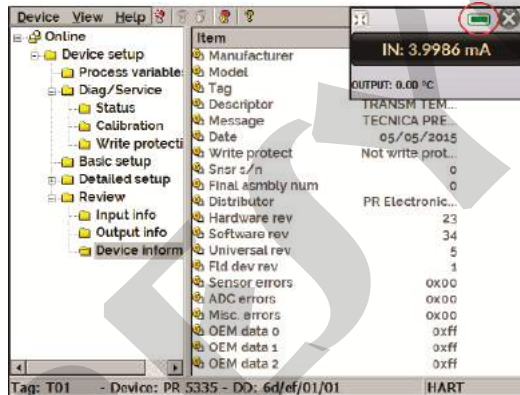 Device View Help
Online
Device setup
Process variable
Diag/Service
Status
Calibration
Write protecti
Basic setup
Detailed setup
Review
Input info
Output info
Device inform
Item
Manufacturer
Model
Tag
Descriptor TRANSM TEM...
Message TECNICA PRE...
Date 05/05/2015
Write protect Not write prot...
Snsr s/n 0
Final asmbly num 0
Distributor PR Electronic...
Hardware rev 23
Software rev 34
Universal rev 5
Fld dev rev 1
Sensor errors 0x00
ADC errors 0x00
Misc. errors 0x00
OEM data 0 0xff
OEM data 1 0xff
OEM data 2 0xff
IN: 3.9986 mA
OUTPUT: 0.00 °C
Tag: T01 - Device: PR 5335 - DD: 6d/ef/01/01 HART